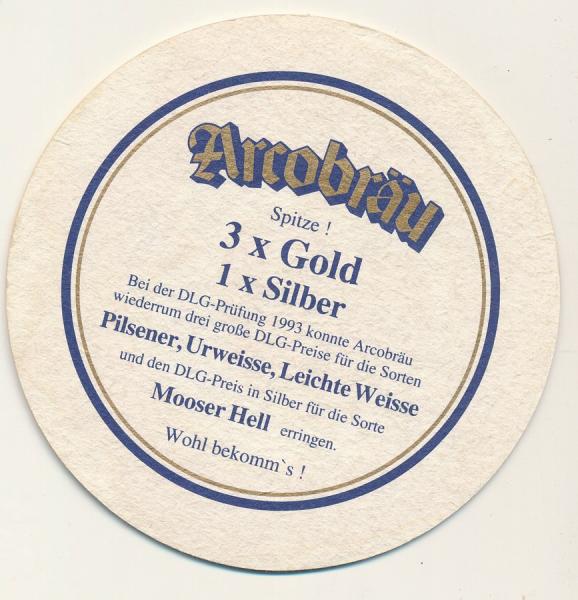 Arcobräu
Spitze !
3 x Gold
1 x Silber
Bei der DLG-Prüfung 1993 konnte Arcobräu
wiederrum drei große DLG-Preise für die Sorten
Pilsener, Urweisse, Leichte Weisse
und den DLG-Preis in Silber für die Sorte
Mooser Hell erringen.
Wohl bekomm`s !